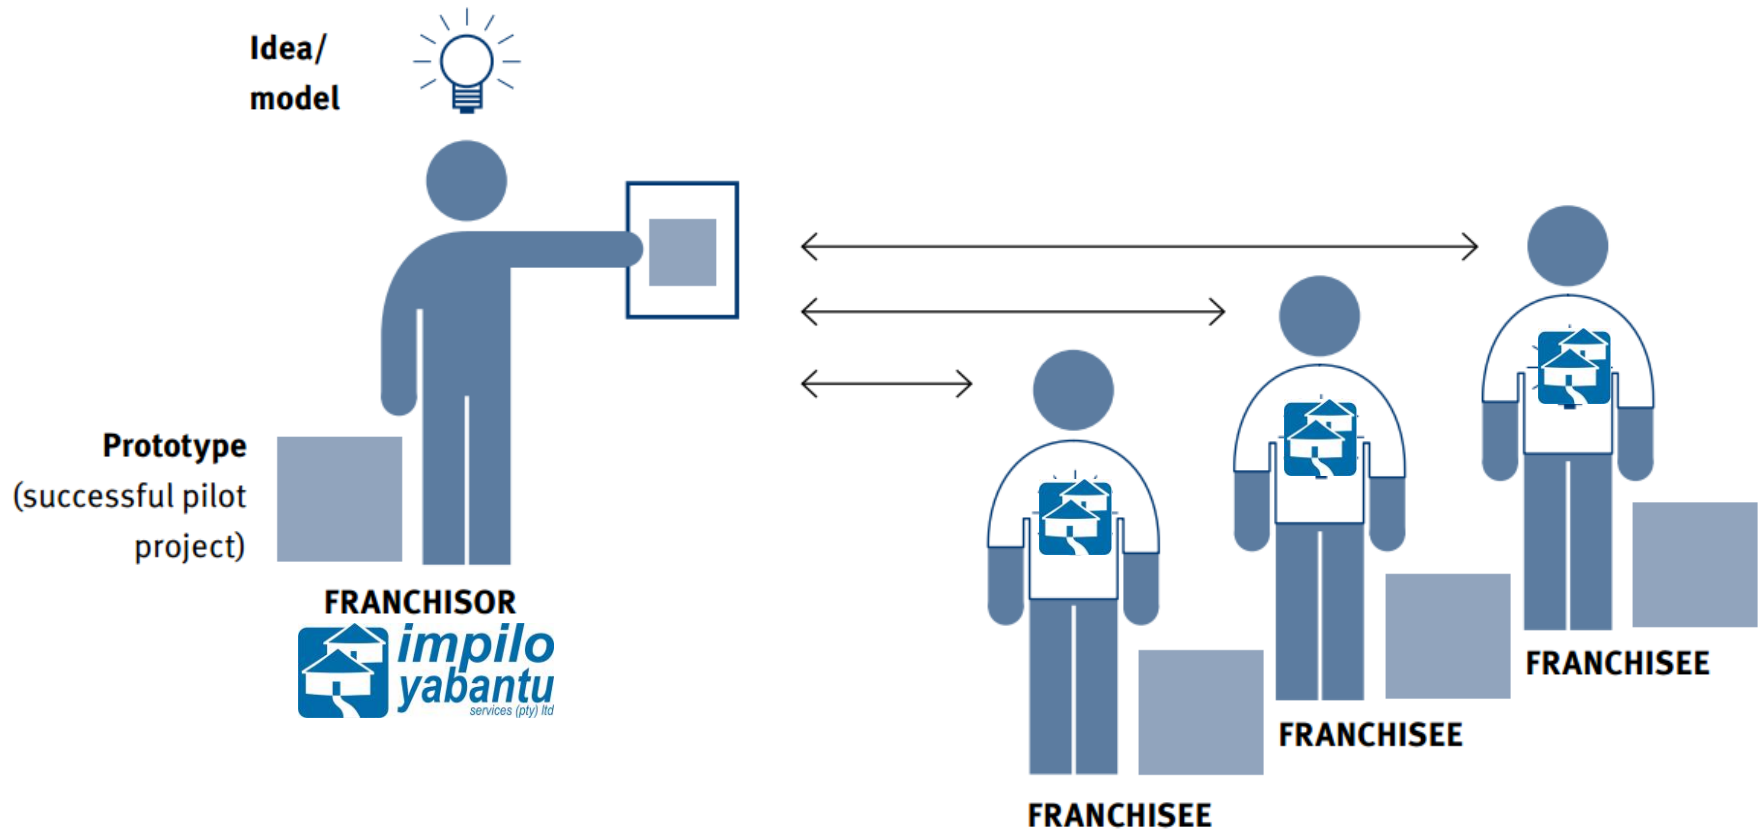 Idea/
model
Prototype
(successful pilot
project)
FRANCHISOR
impilo
yabantu
services (pty) ltd
FRANCHISEE
FRANCHISEE
FRANCHISEE